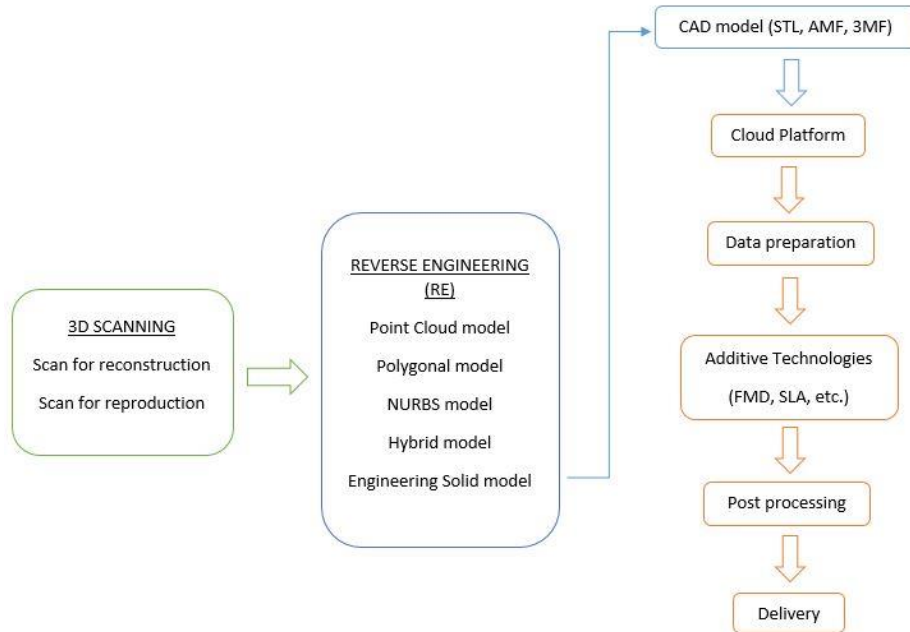 3D SCANNING
Scan for reconstruction
Scan for reproduction
REVERSE ENGINEERING
(RE)
Point Cloud model
Polygonal model
NURBS model
Hybrid model
Engineering Solid model
CAD model (STL, AMF, 3MF)
Cloud Platform
Data preparation
Additive Technologies
(FMD, SLA, etc.)
Post processing
Delivery